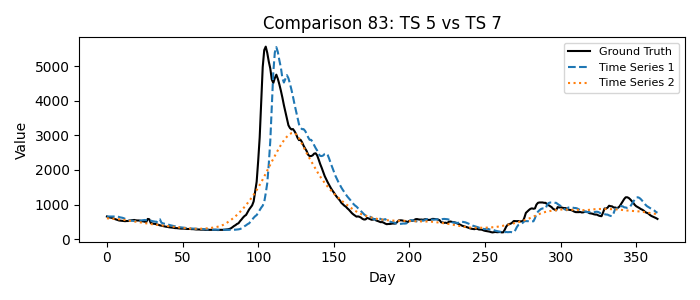 Comparison 83: TS 5 vs TS 7
Ground Truth
Time Series 1
Time Series 2
Value
5000
4000
3000
2000
1000
0
0 50 100 150 200 250 300 350
Day